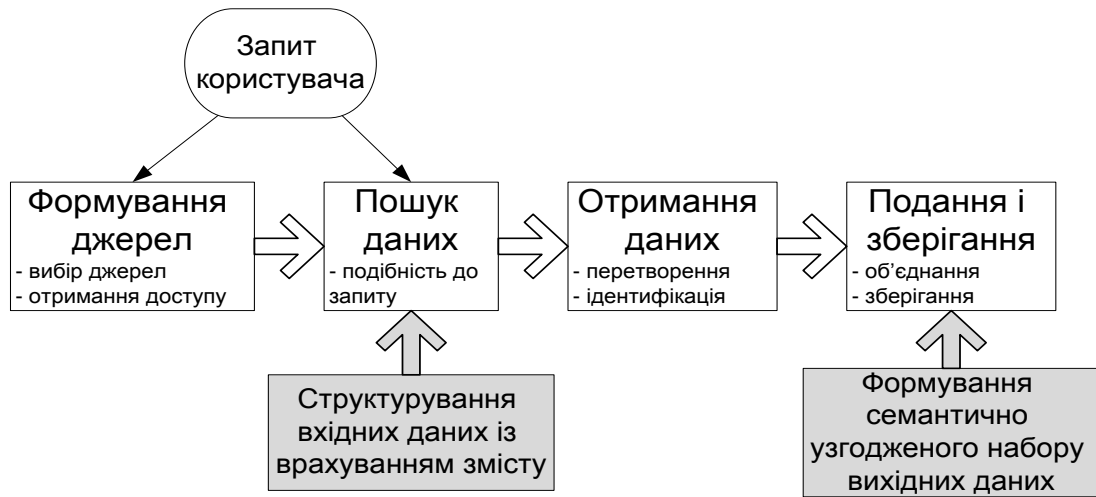 Запит
користувача
Формування
джерел
- вибір джерел
- отримання доступу
Пошук
даних
- подібність до
запиту
Отримання
даних
- перетворення
- ідентифікація
Подання і
зберігання
- об’єднання
- зберігання
Структурування
вхідних даних із
врахуванням змісту
Формування
семантично
узгодженого набору
вихідних даних